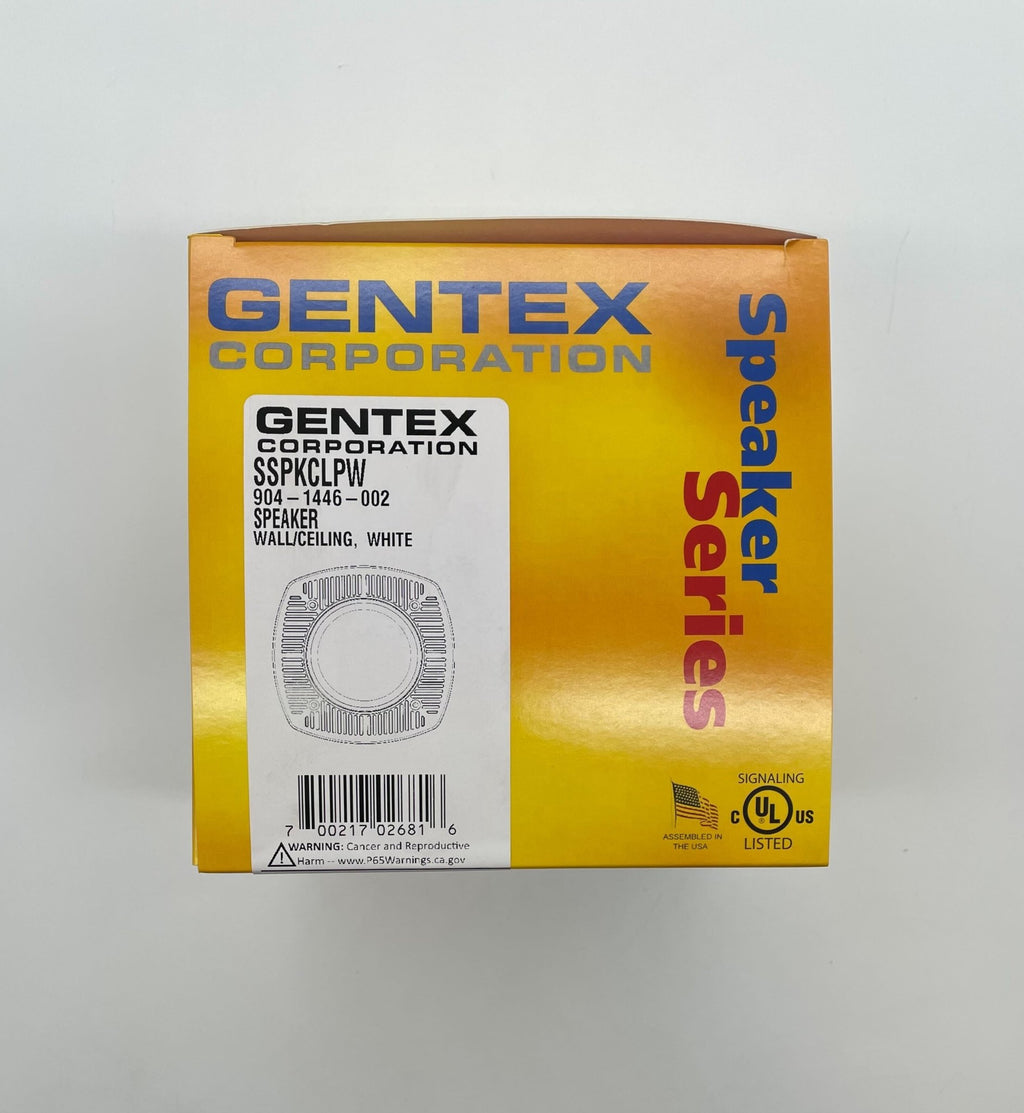 GENTEX
CORPORATION
Speaker
Series
GENTEX
CORPORATION
SSPKCLPW
904-1446-002
SPEAKER
WALL/CEILING, WHITE
7 00217 02681 6
WARNING: Cancer and Reproductive
Harm -- www.P65Warnings.ca.gov
ASSEMBLED IN
THE USA
SIGNALING
C UL ® US
LISTED